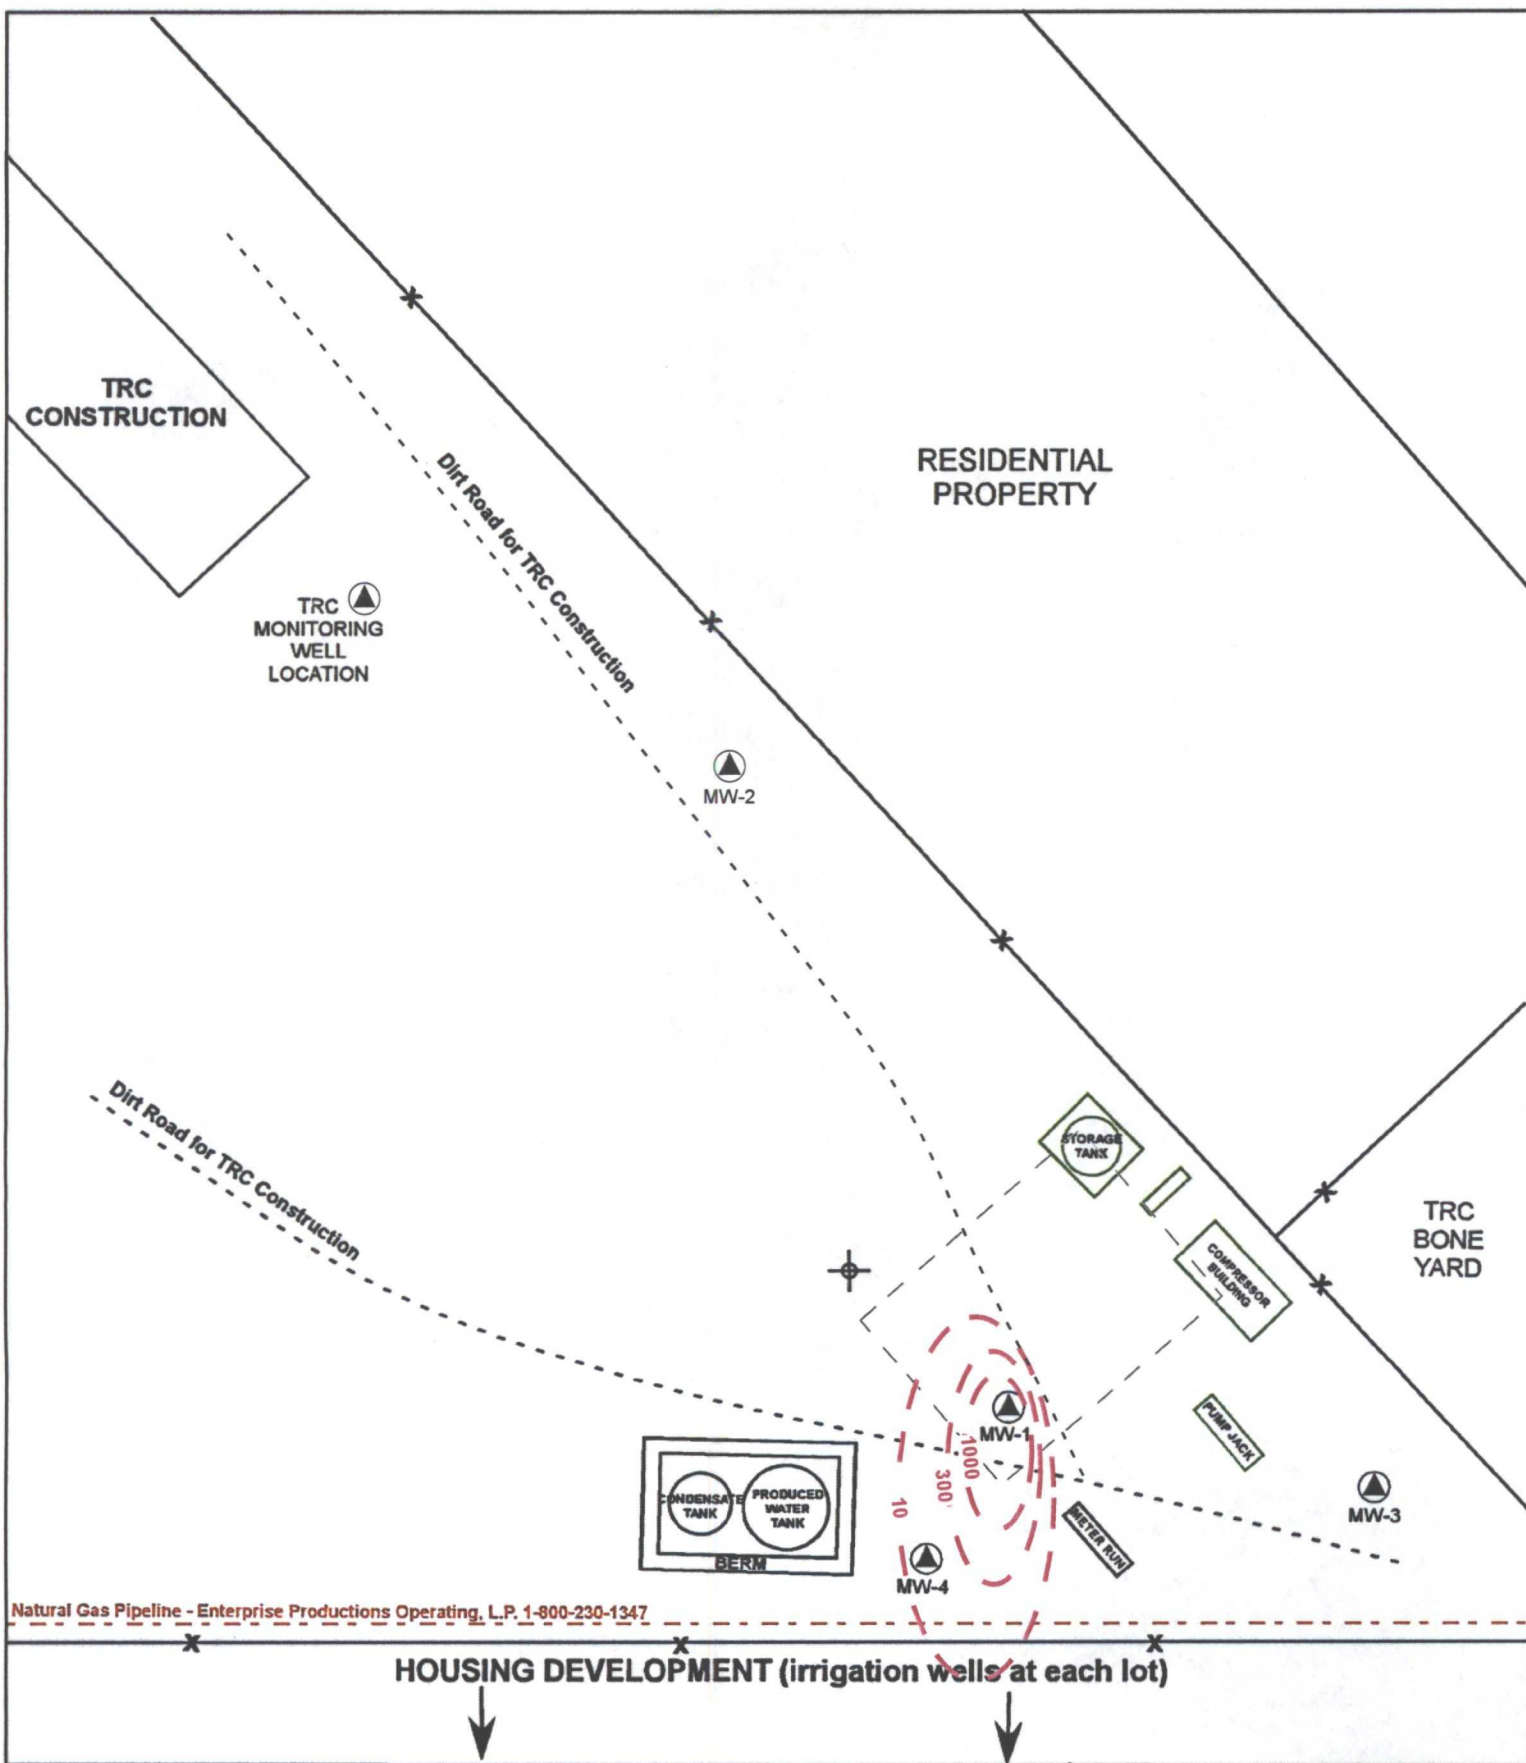 TRC
CONSTRUCTION
RESIDENTIAL
PROPERTY
Dirt Road for TRC Construction
TRC
MONITORING
WELL
LOCATION
MW-2
Dirt Road for TRC Construction
STORAGE
TANK
COMPRESSOR
BUILDING
TRC
BONE
YARD
MW-1
PUMP JACK
1000
300
10
CONDENSATE
TANK
PRODUCED
WATER
TANK
BERM
METER RUN
MW-3
MW-4
Natural Gas Pipeline - Enterprise Productions Operating, L.P. 1-800-230-1347
HOUSING DEVELOPMENT (irrigation wells at each lot)